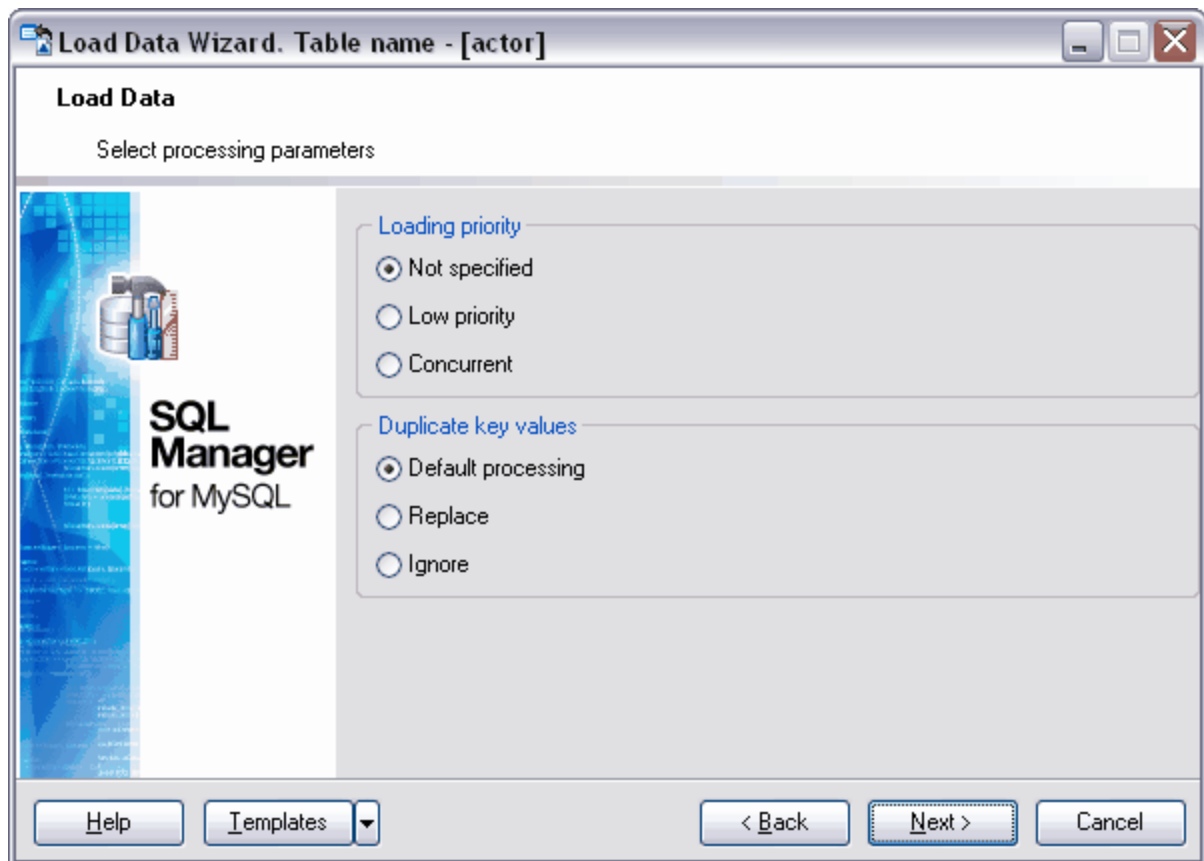 Load Data Wizard. Table name - [actor]
Load Data
Select processing parameters
SQL
Manager
for MySQL
Loading priority
Not specified
Low priority
Concurrent
Duplicate key values
Default processing
Replace
Ignore
Help
Templates
< Back
Next >
Cancel